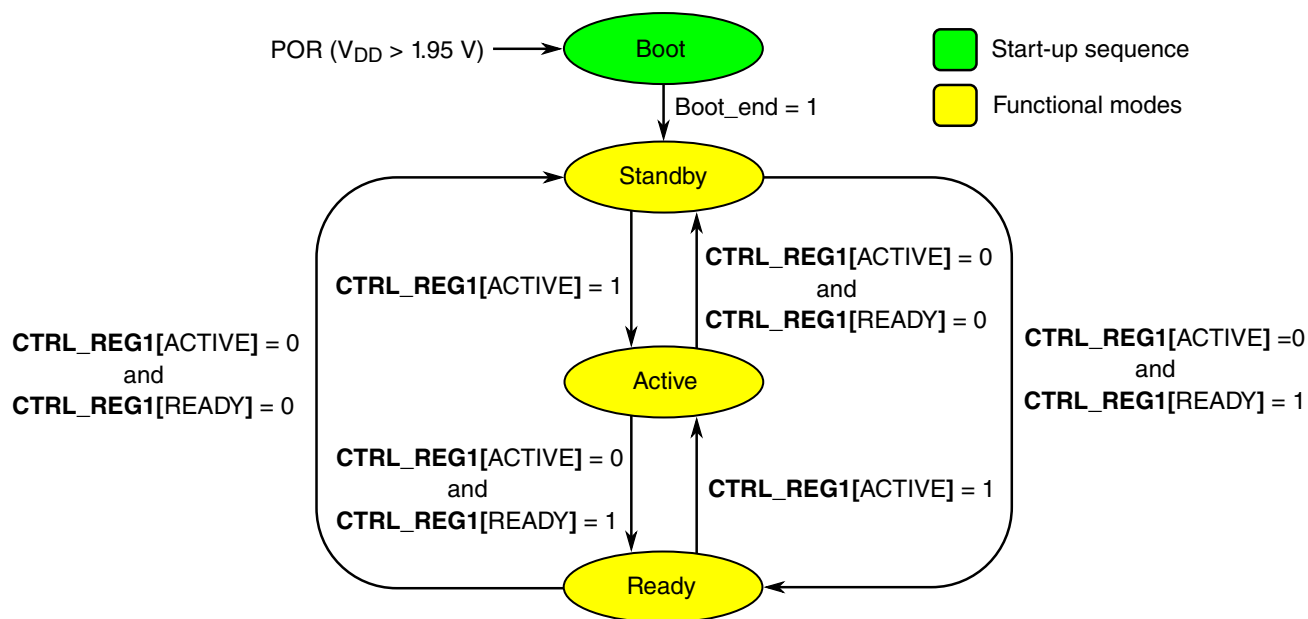 POR (VDD > 1.95 V)
Boot
Start-up sequence
Boot_end = 1
Functional modes
Standby
CTRL_REG1[ACTIVE] = 1
CTRL_REG1[ACTIVE] = 0
and
CTRL_REG1[READY] = 0
CTRL_REG1[ACTIVE] = 0
and
CTRL_REG1[READY] = 0
CTRL_REG1[ACTIVE] =0
and
CTRL_REG1[READY] = 1
Active
CTRL_REG1[ACTIVE] = 0
and
CTRL_REG1[READY] = 1
CTRL_REG1[ACTIVE] = 1
Ready